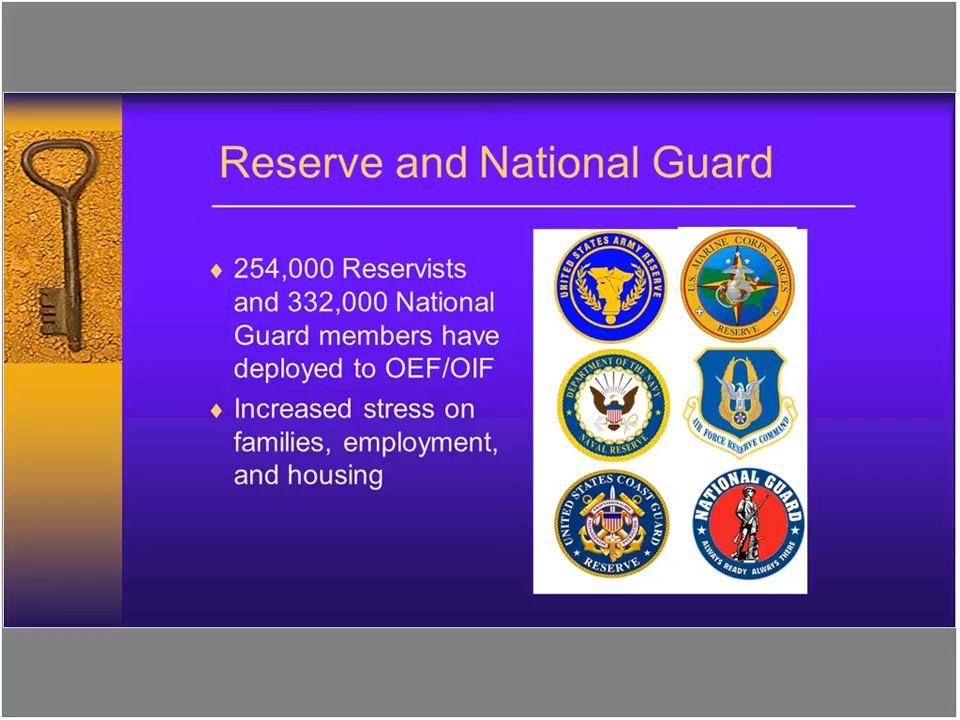 Reserve and National Guard
254,000 Reservists
and 332,000 National
Guard members have
deployed to OEF/OIF
Increased stress on
families, employment,
and housing
UNITED STATES ARMY RESERVE
U.S. MARINE CORPS FORCES
RESERVE
DEPARTMENT OF THE NAVY
NAVAL RESERVE
AIR FORCE RESERVE COMMAND
UNITED STATES COAST GUARD
RESERVE
NATIONAL GUARD
ALWAYS READY ALWAYS THERE